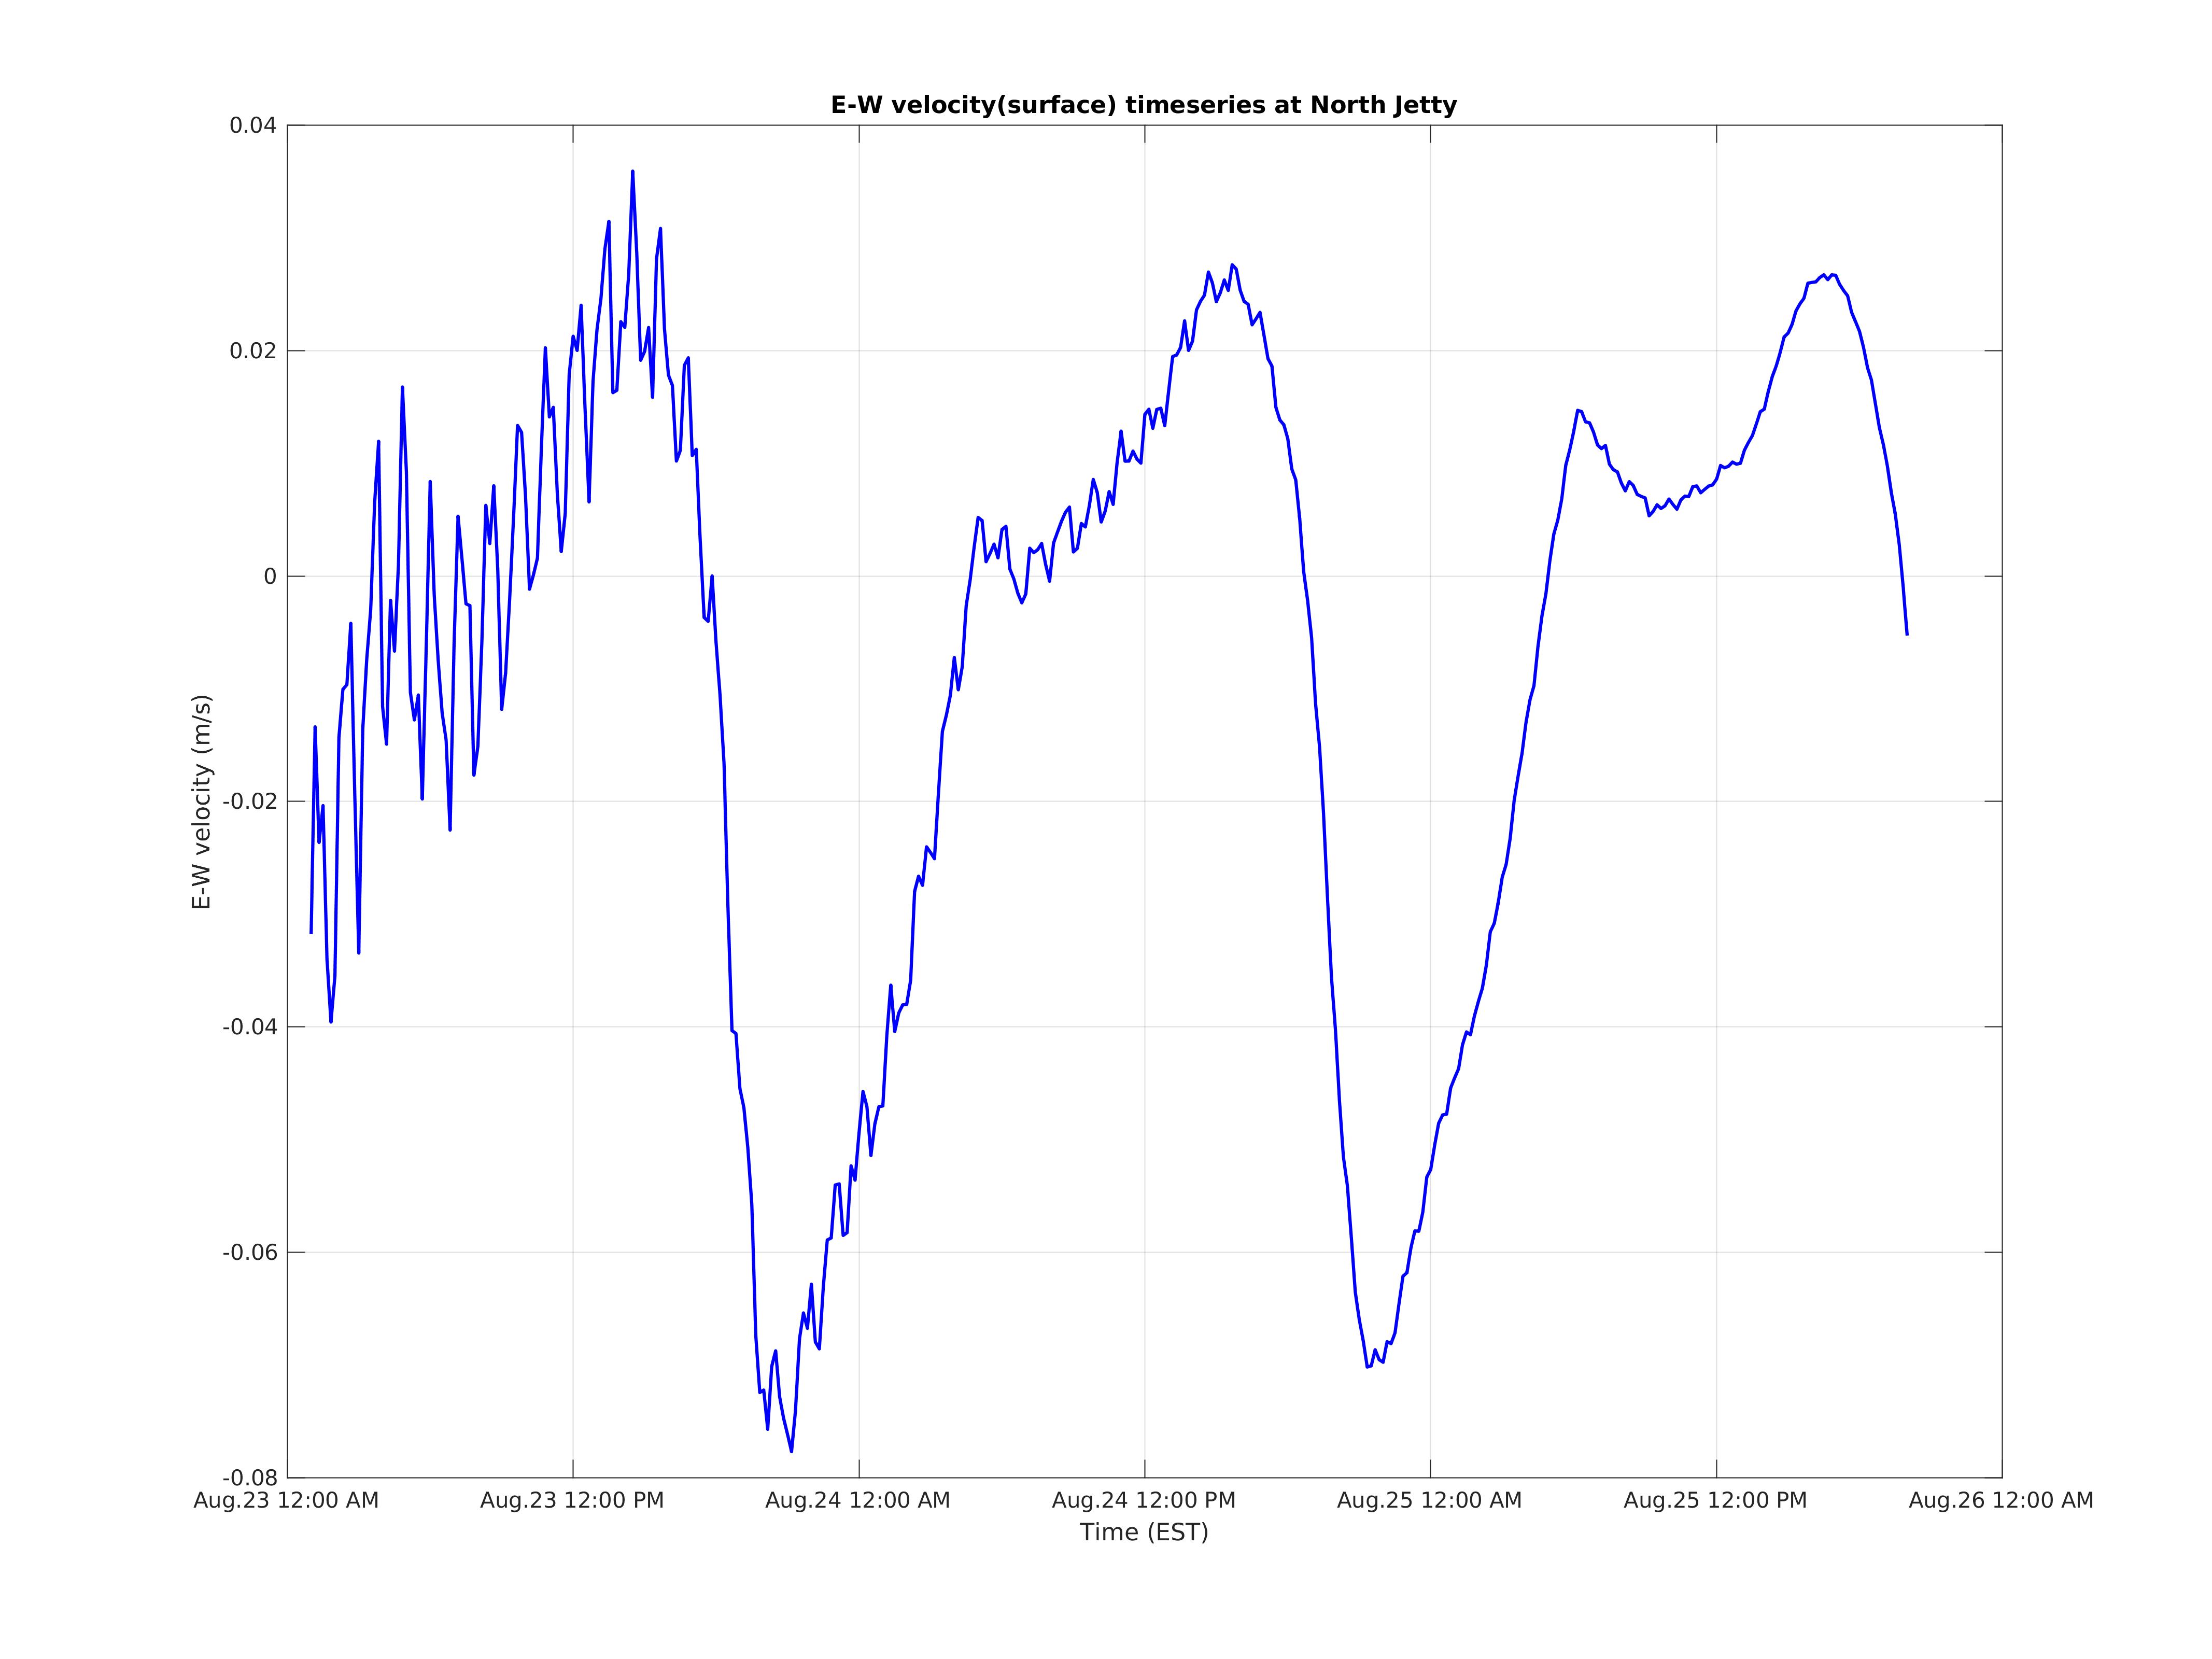 E-W velocity(surface) timeseries at North Jetty
0.04
0.02
0
-0.02
-0.04
-0.06
-0.08
E-W velocity (m/s)
Aug.23 12:00 AM
Aug.23 12:00 PM
Aug.24 12:00 AM
Aug.24 12:00 PM
Aug.25 12:00 AM
Aug.25 12:00 PM
Aug.26 12:00 AM
Time (EST)